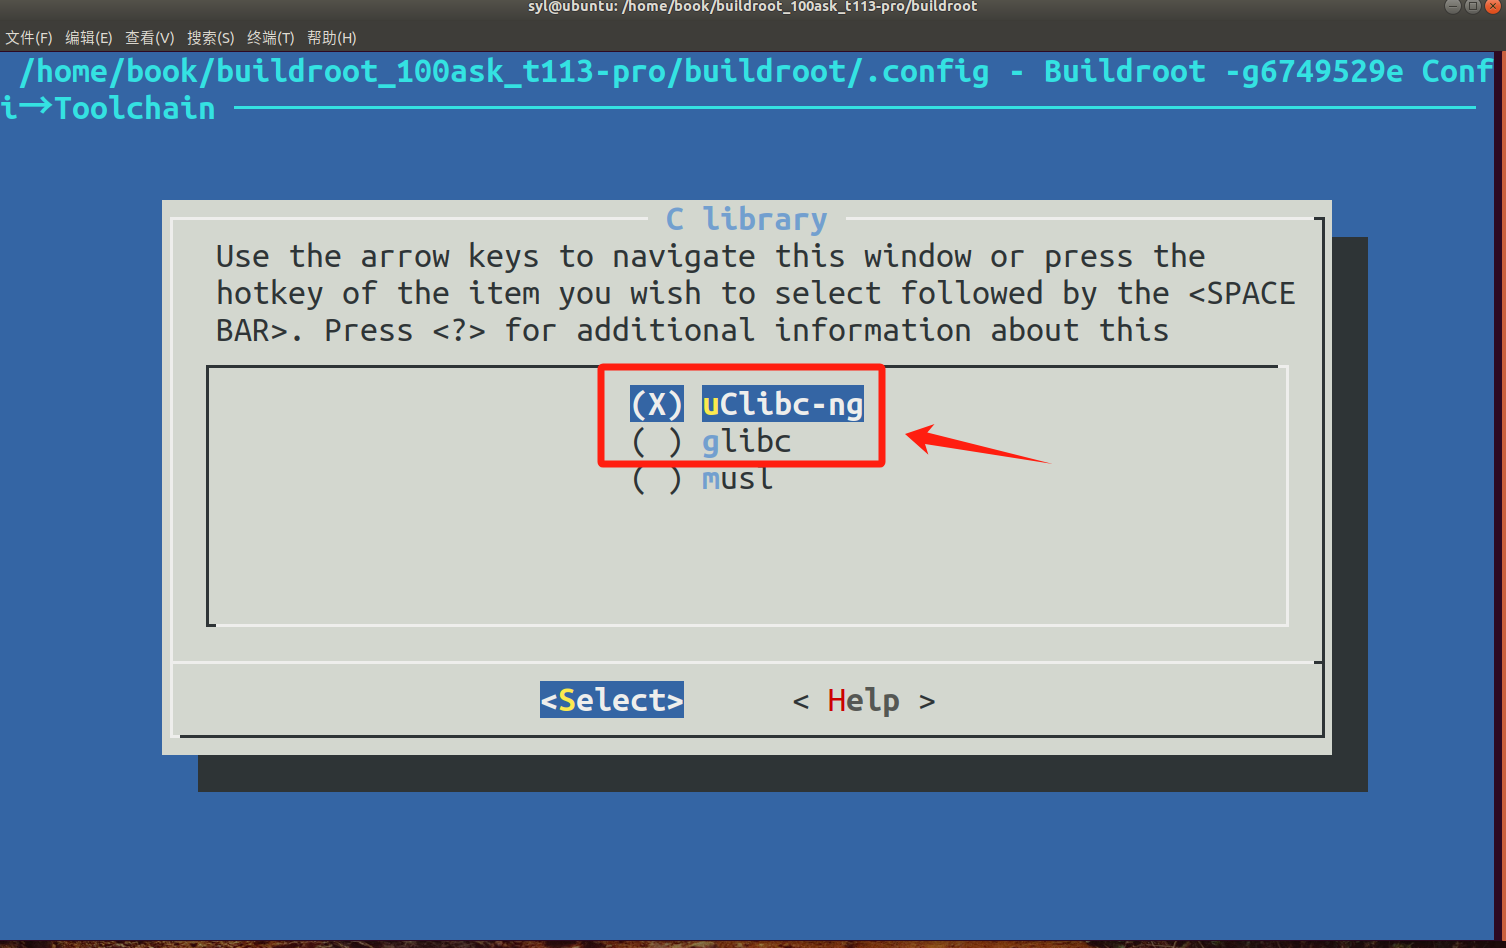 syl@ubuntu: /home/book/buildroot_100ask_t113-pro/buildroot
文件(F) 编辑(E) 查看(V) 搜索(S) 终端(T) 帮助(H)
/home/book/buildroot_100ask_t113-pro/buildroot/.config - Buildroot -g6749529e Conf
i→Toolchain
C library
Use the arrow keys to navigate this window or press the
hotkey of the item you wish to select followed by the <SPACE
BAR>. Press <?> for additional information about this
(X) uClibc-ng
( ) glibc
( ) musl
<Select> < Help >